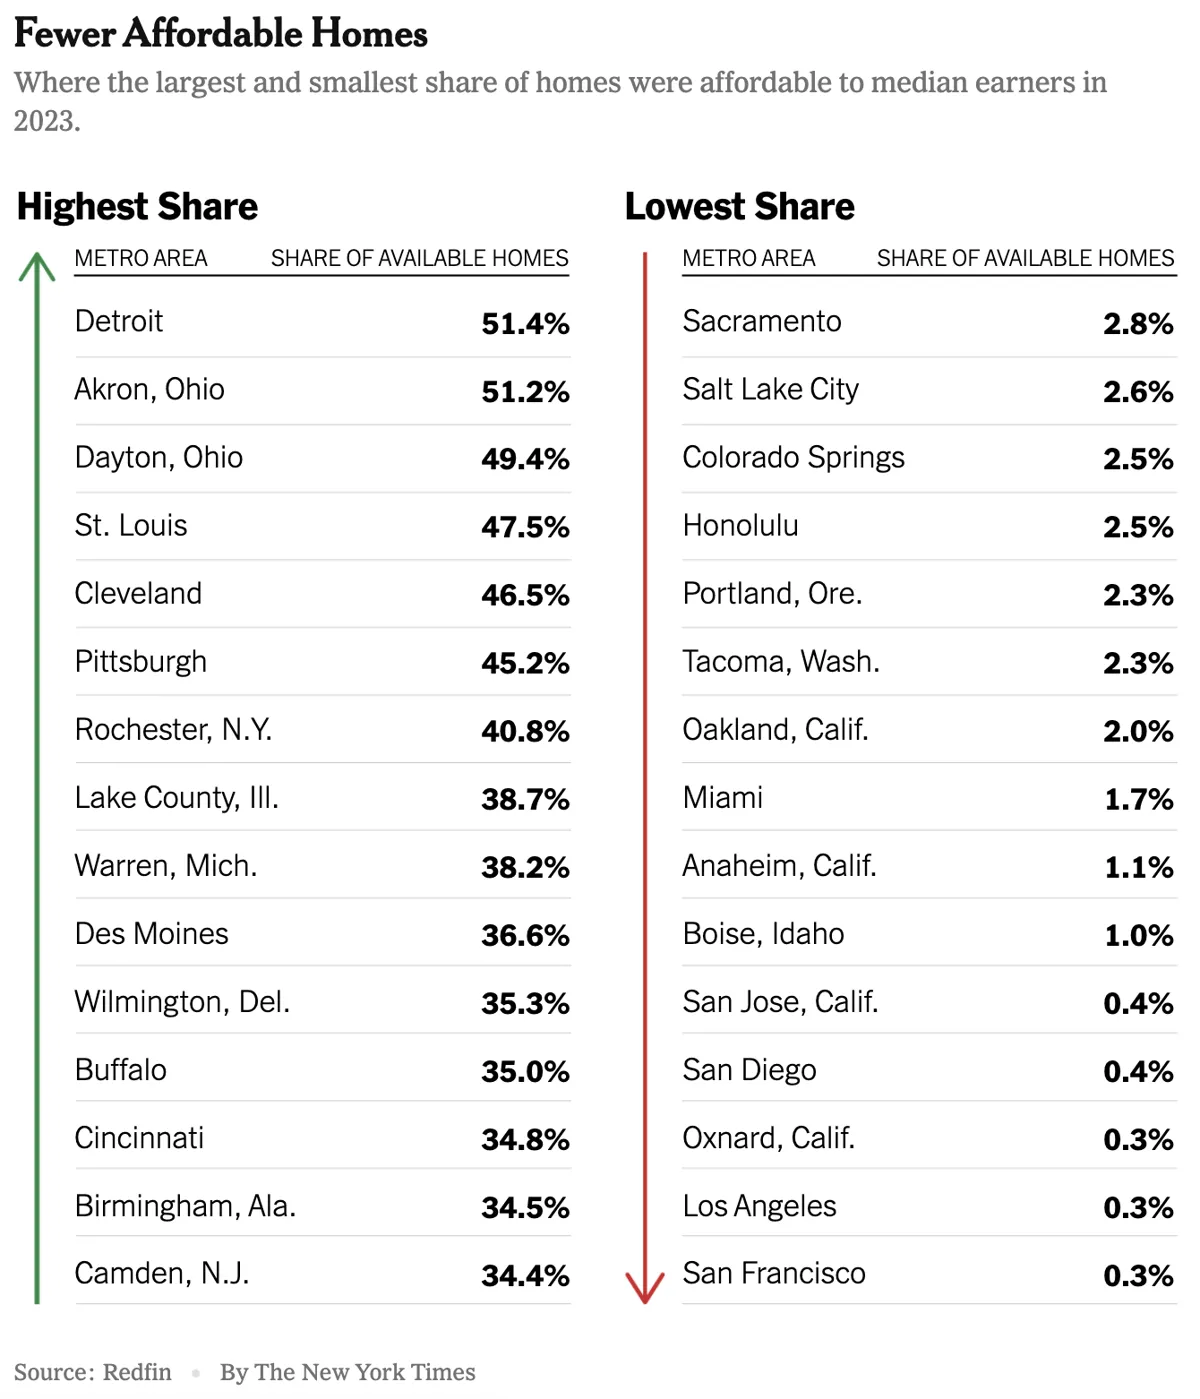 Fewer Affordable Homes
Where the largest and smallest share of homes were affordable to median earners in
2023.
Highest Share
METRO AREA SHARE OF AVAILABLE HOMES
Detroit 51.4%
Akron, Ohio 51.2%
Dayton, Ohio 49.4%
St. Louis 47.5%
Cleveland 46.5%
Pittsburgh 45.2%
Rochester, N.Y. 40.8%
Lake County, Ill. 38.7%
Warren, Mich. 38.2%
Des Moines 36.6%
Wilmington, Del. 35.3%
Buffalo 35.0%
Cincinnati 34.8%
Birmingham, Ala. 34.5%
Camden, N.J. 34.4%
Lowest Share
METRO AREA SHARE OF AVAILABLE HOMES
Sacramento 2.8%
Salt Lake City 2.6%
Colorado Springs 2.5%
Honolulu 2.5%
Portland, Ore. 2.3%
Tacoma, Wash. 2.3%
Oakland, Calif. 2.0%
Miami 1.7%
Anaheim, Calif. 1.1%
Boise, Idaho 1.0%
San Jose, Calif. 0.4%
San Diego 0.4%
Oxnard, Calif. 0.3%
Los Angeles 0.3%
San Francisco 0.3%
Source: Redfin • By The New York Times